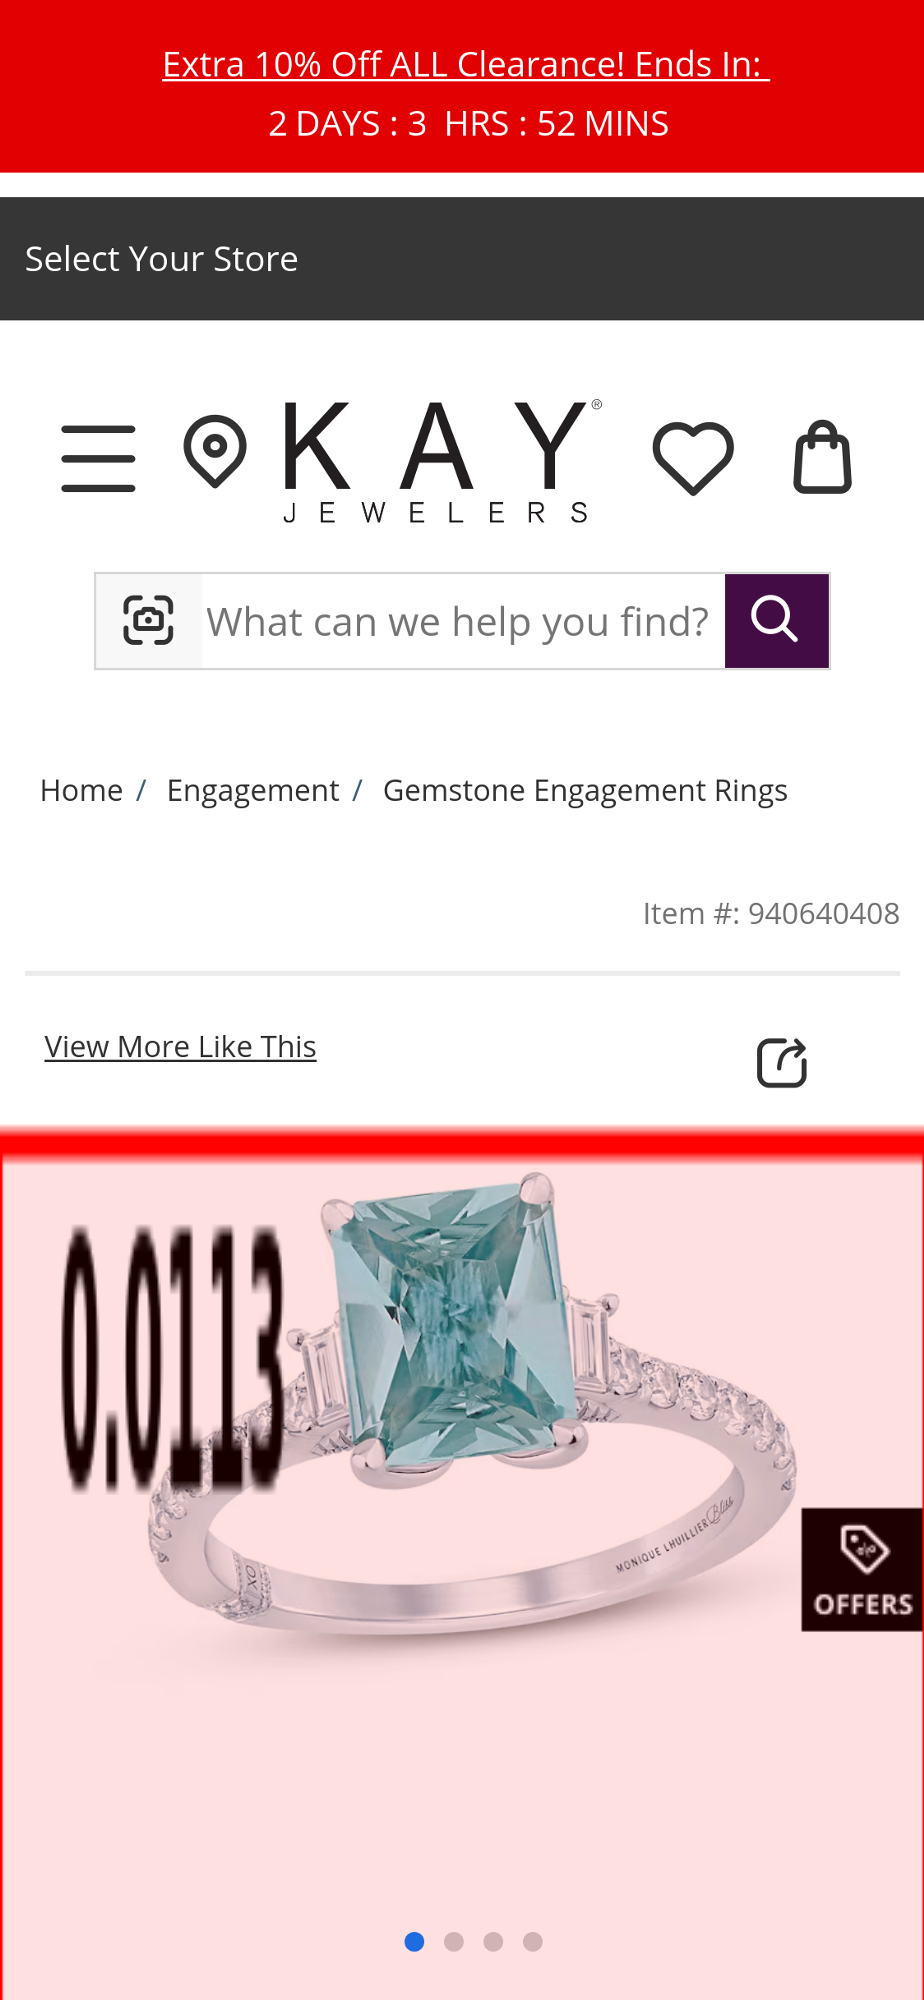 Extra 10% Off ALL Clearance! Ends In:
2 DAYS : 3 HRS : 52 MINS
Select Your Store
KAY®
JEWELERS
What can we help you find?
Home / Engagement / Gemstone Engagement Rings
Item #: 940640408
View More Like This
0.0113
MONIQUE LHUILLIER Bliss
XO
OFFERS